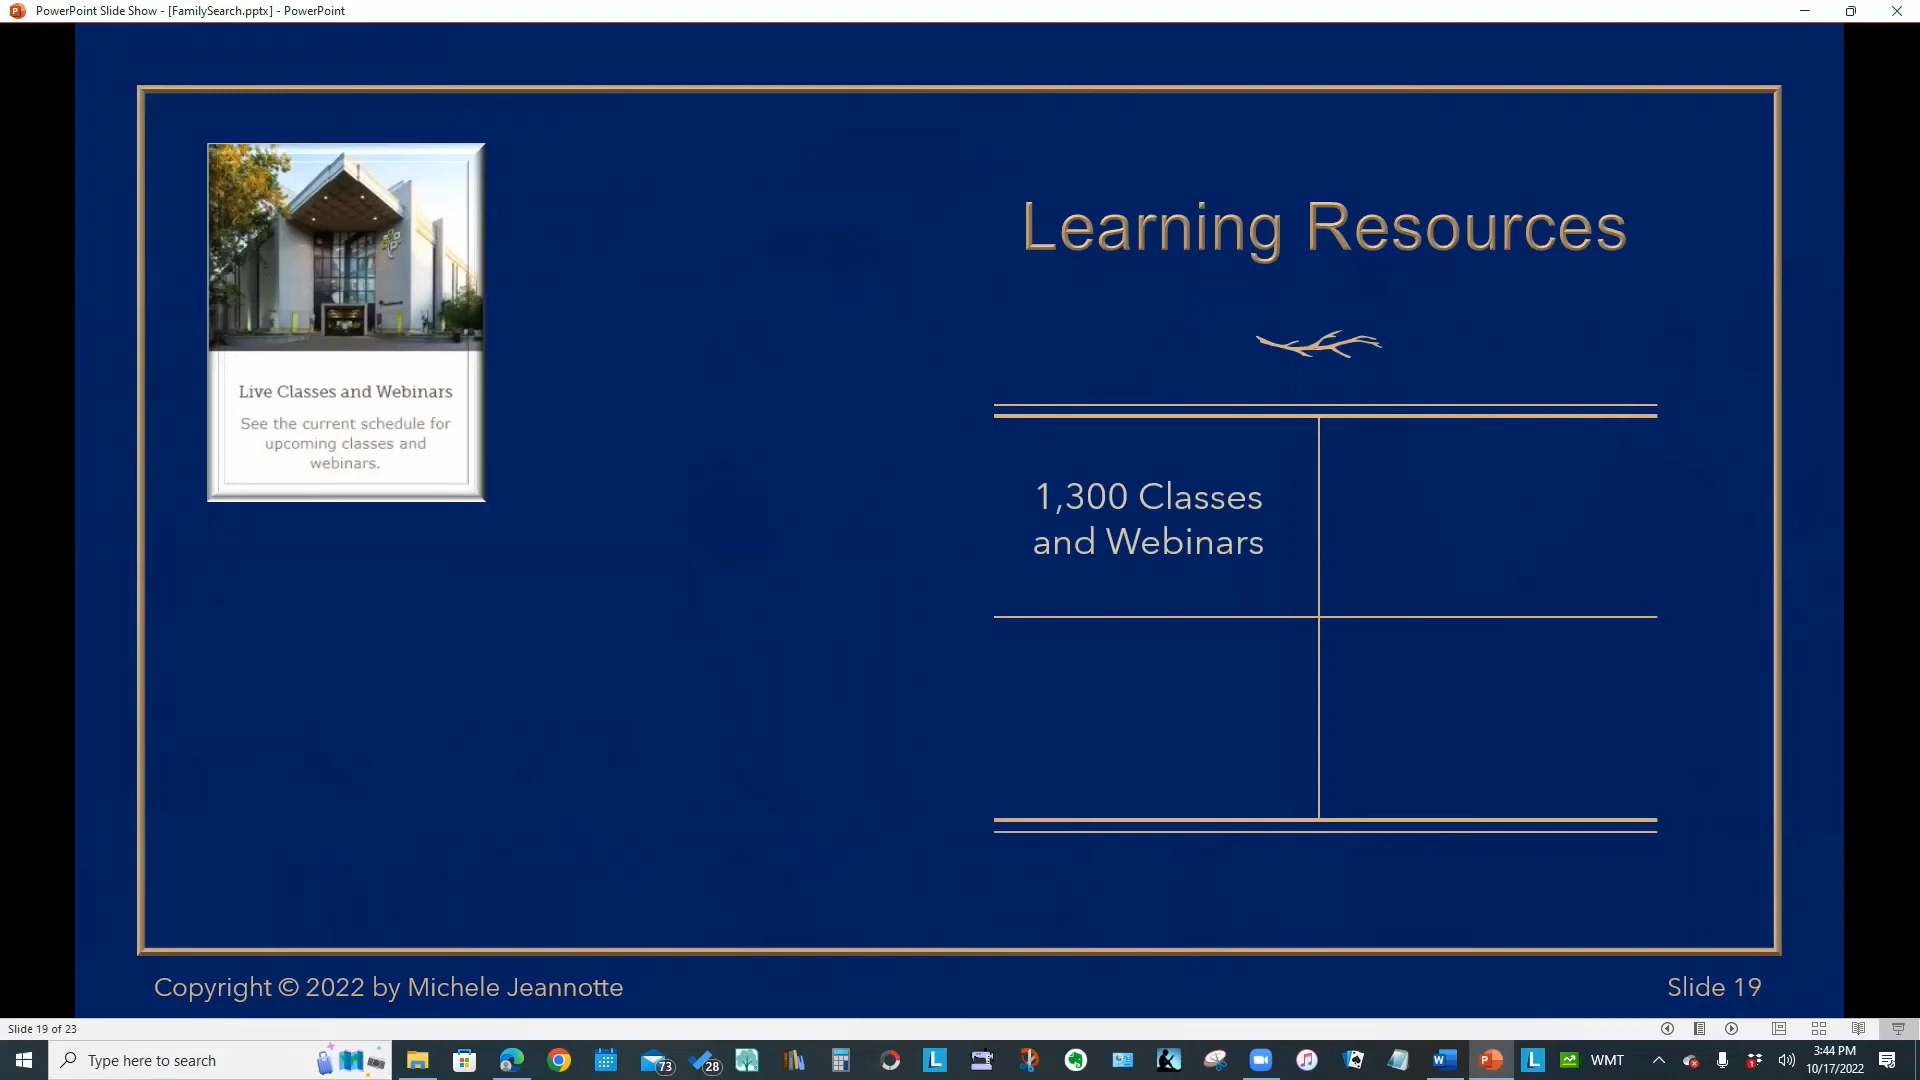 PowerPoint Slide Show - [FamilySearch.pptx] - PowerPoint
Live Classes and Webinars
See the current schedule for
upcoming classes and
webinars.
Learning Resources
1,300 Classes
and Webinars
Copyright © 2022 by Michele Jeannotte
Slide 19
Slide 19 of 23
Type here to search
73
28
WMT
3:44 PM
10/17/2022